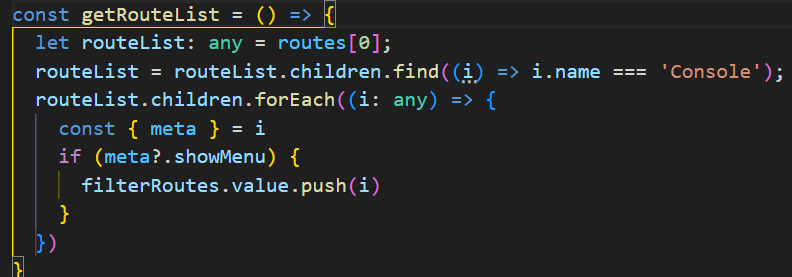 const getRouteList = () => {
let routeList: any = routes[0];
routeList = routeList.children.find((i) => i.name === 'Console');
routeList.children.forEach((i: any) => {
const { meta } = i
if (meta?.showMenu) {
filterRoutes.value.push(i)
}
})
}